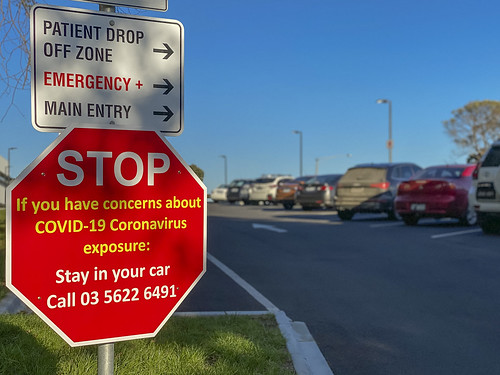 PATIENT DROP
OFF ZONE
EMERGENCY +
MAIN ENTRY
STOP
If you have concerns about
COVID-19 Coronavirus
exposure:
Stay in your car
Call 03 5622 6491